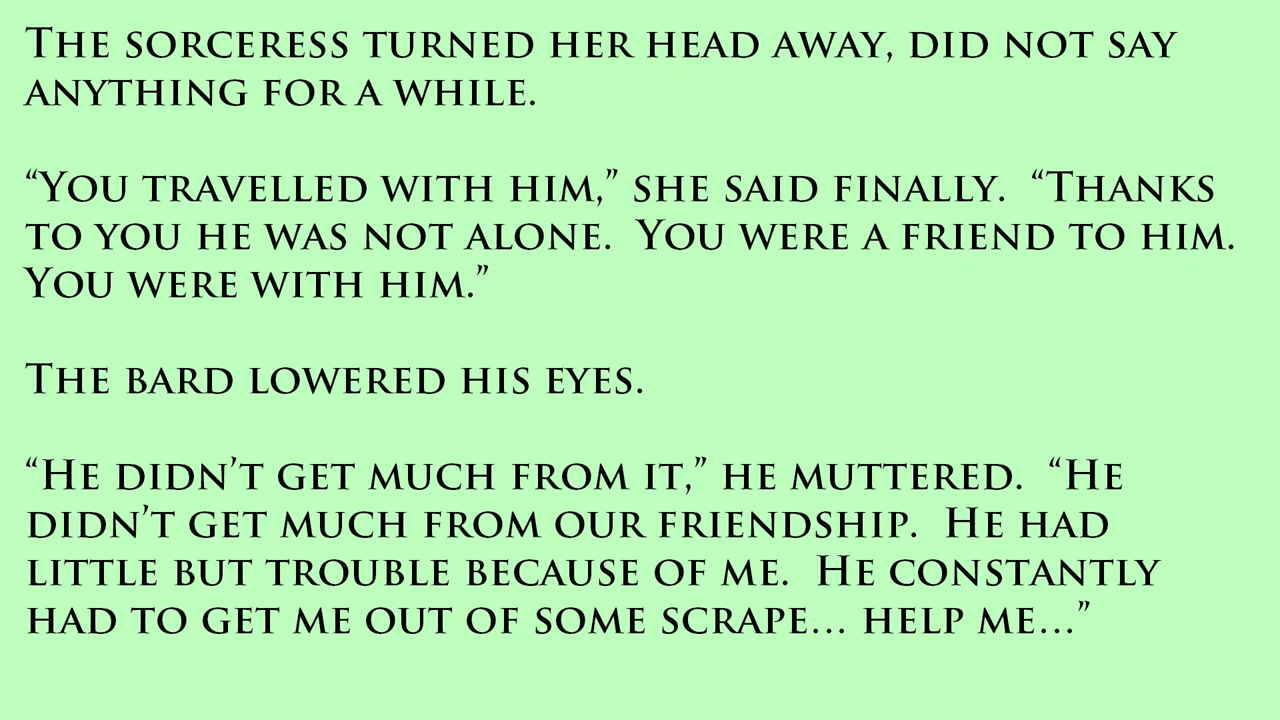 The sorceress turned her head away, did not say
anything for a while.
“You travelled with him,” she said finally.  “Thanks
to you he was not alone.  You were a friend to him.
You were with him.”
The bard lowered his eyes.
“He didn’t get much from it,” he muttered.  “He
didn’t get much from our friendship.  He had
little but trouble because of me.  He constantly
had to get me out of some scrape… help me…”